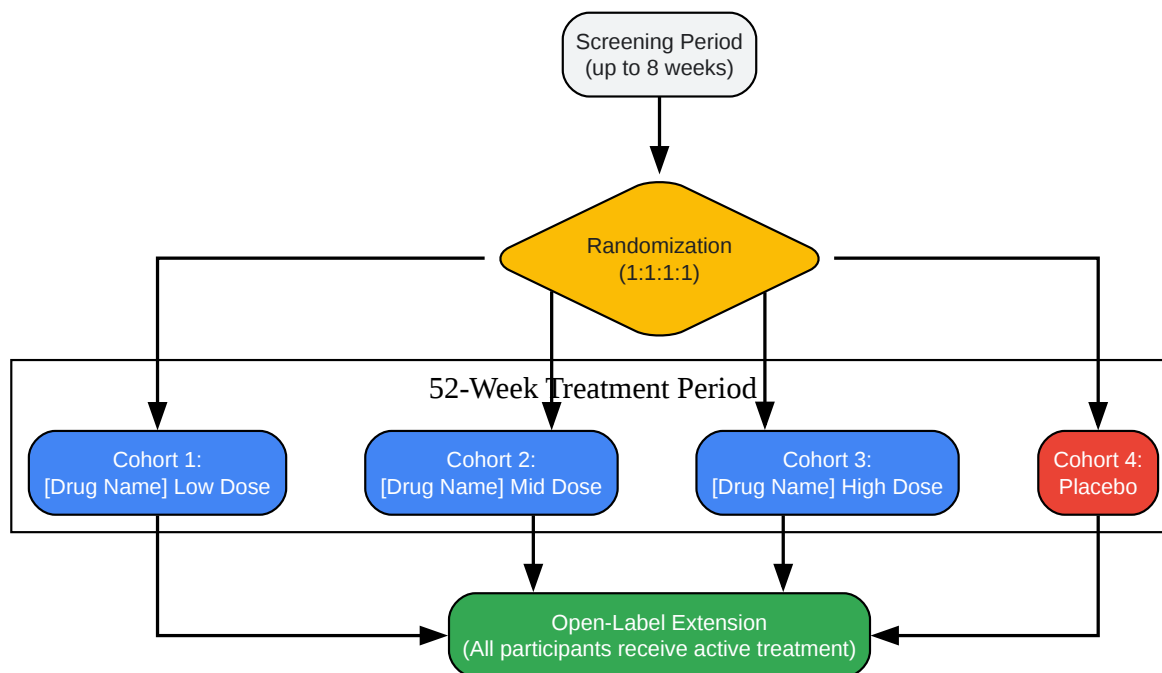 Screening Period
(up to 8 weeks)
Randomization
(1:1:1:1)
52-Week Treatment Period
Cohort 1:
[Drug Name] Low Dose
Cohort 2:
[Drug Name] Mid Dose
Cohort 3:
[Drug Name] High Dose
Cohort 4:
Placebo
Open-Label Extension
(All participants receive active treatment)